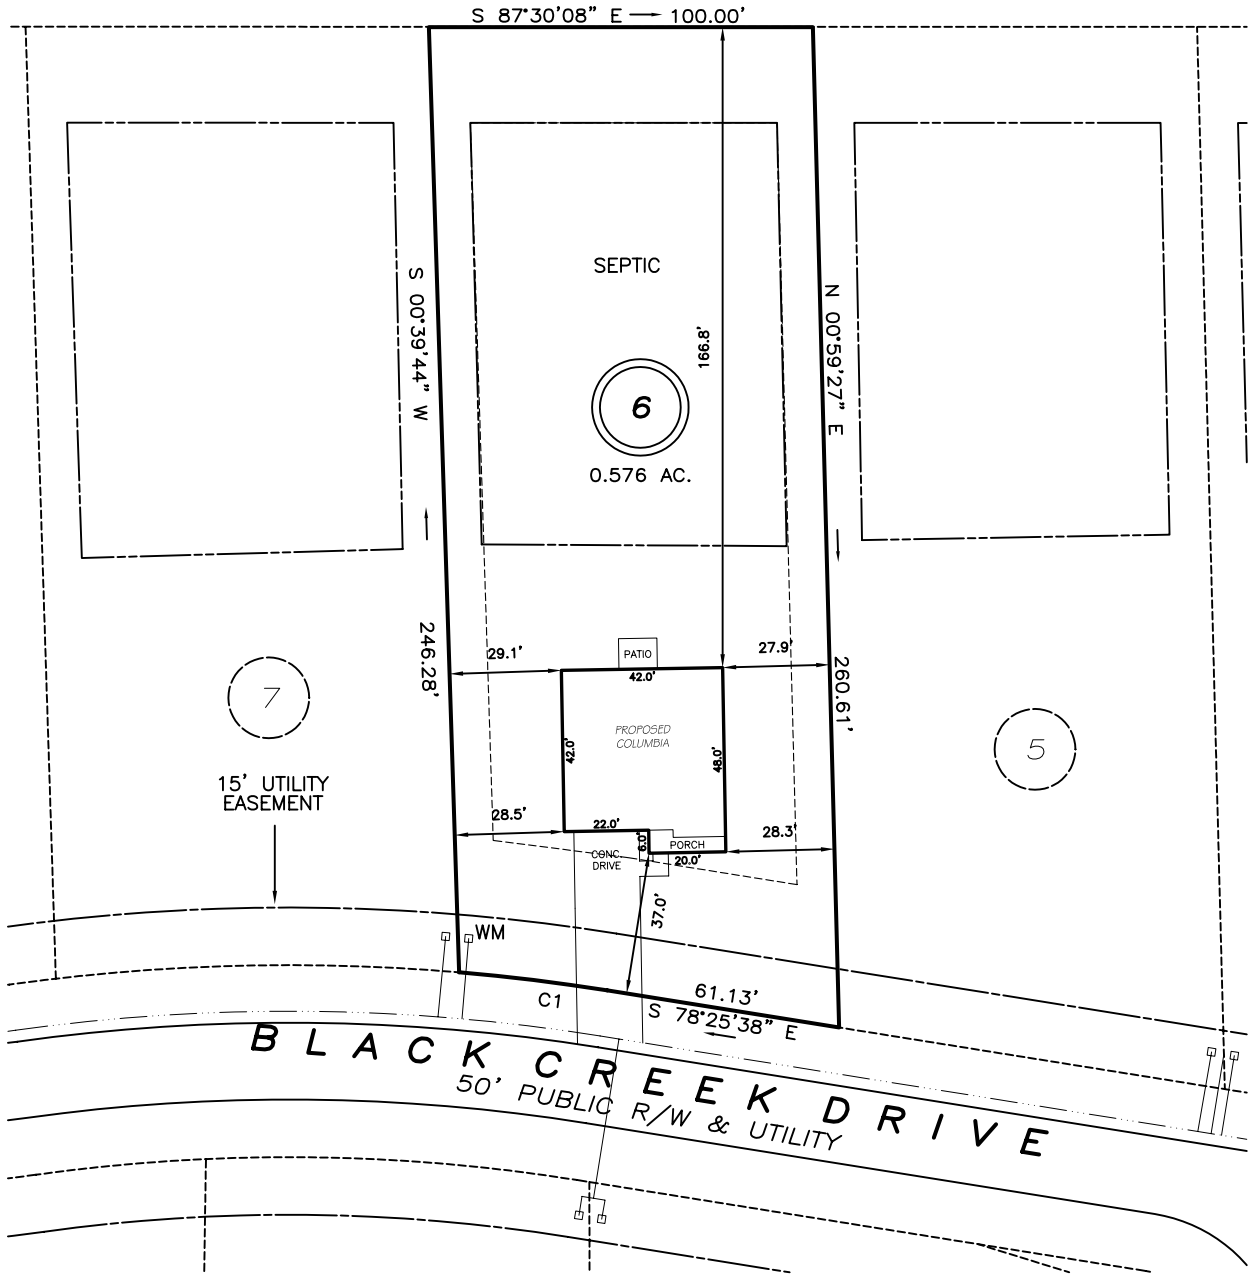 S 87°30'08" E 100.00'
SEPTIC
S 00°39'44" W
N 00°59'27" E
166.8'
6
0.576 AC.
246.28'
260.61'
29.1'
PATIO
27.9'
42.0'
7
5
PROPOSED
COLUMBIA
42.0'
48.0'
15' UTILITY
EASEMENT
28.5'
22.0'
6.0'
PORCH
28.3'
CONC.
DRIVE
20.0'
37.0'
WM
C1
61.13'
S 78°25'38" E
BLACK CREEK DRIVE
50' PUBLIC R/W & UTILITY